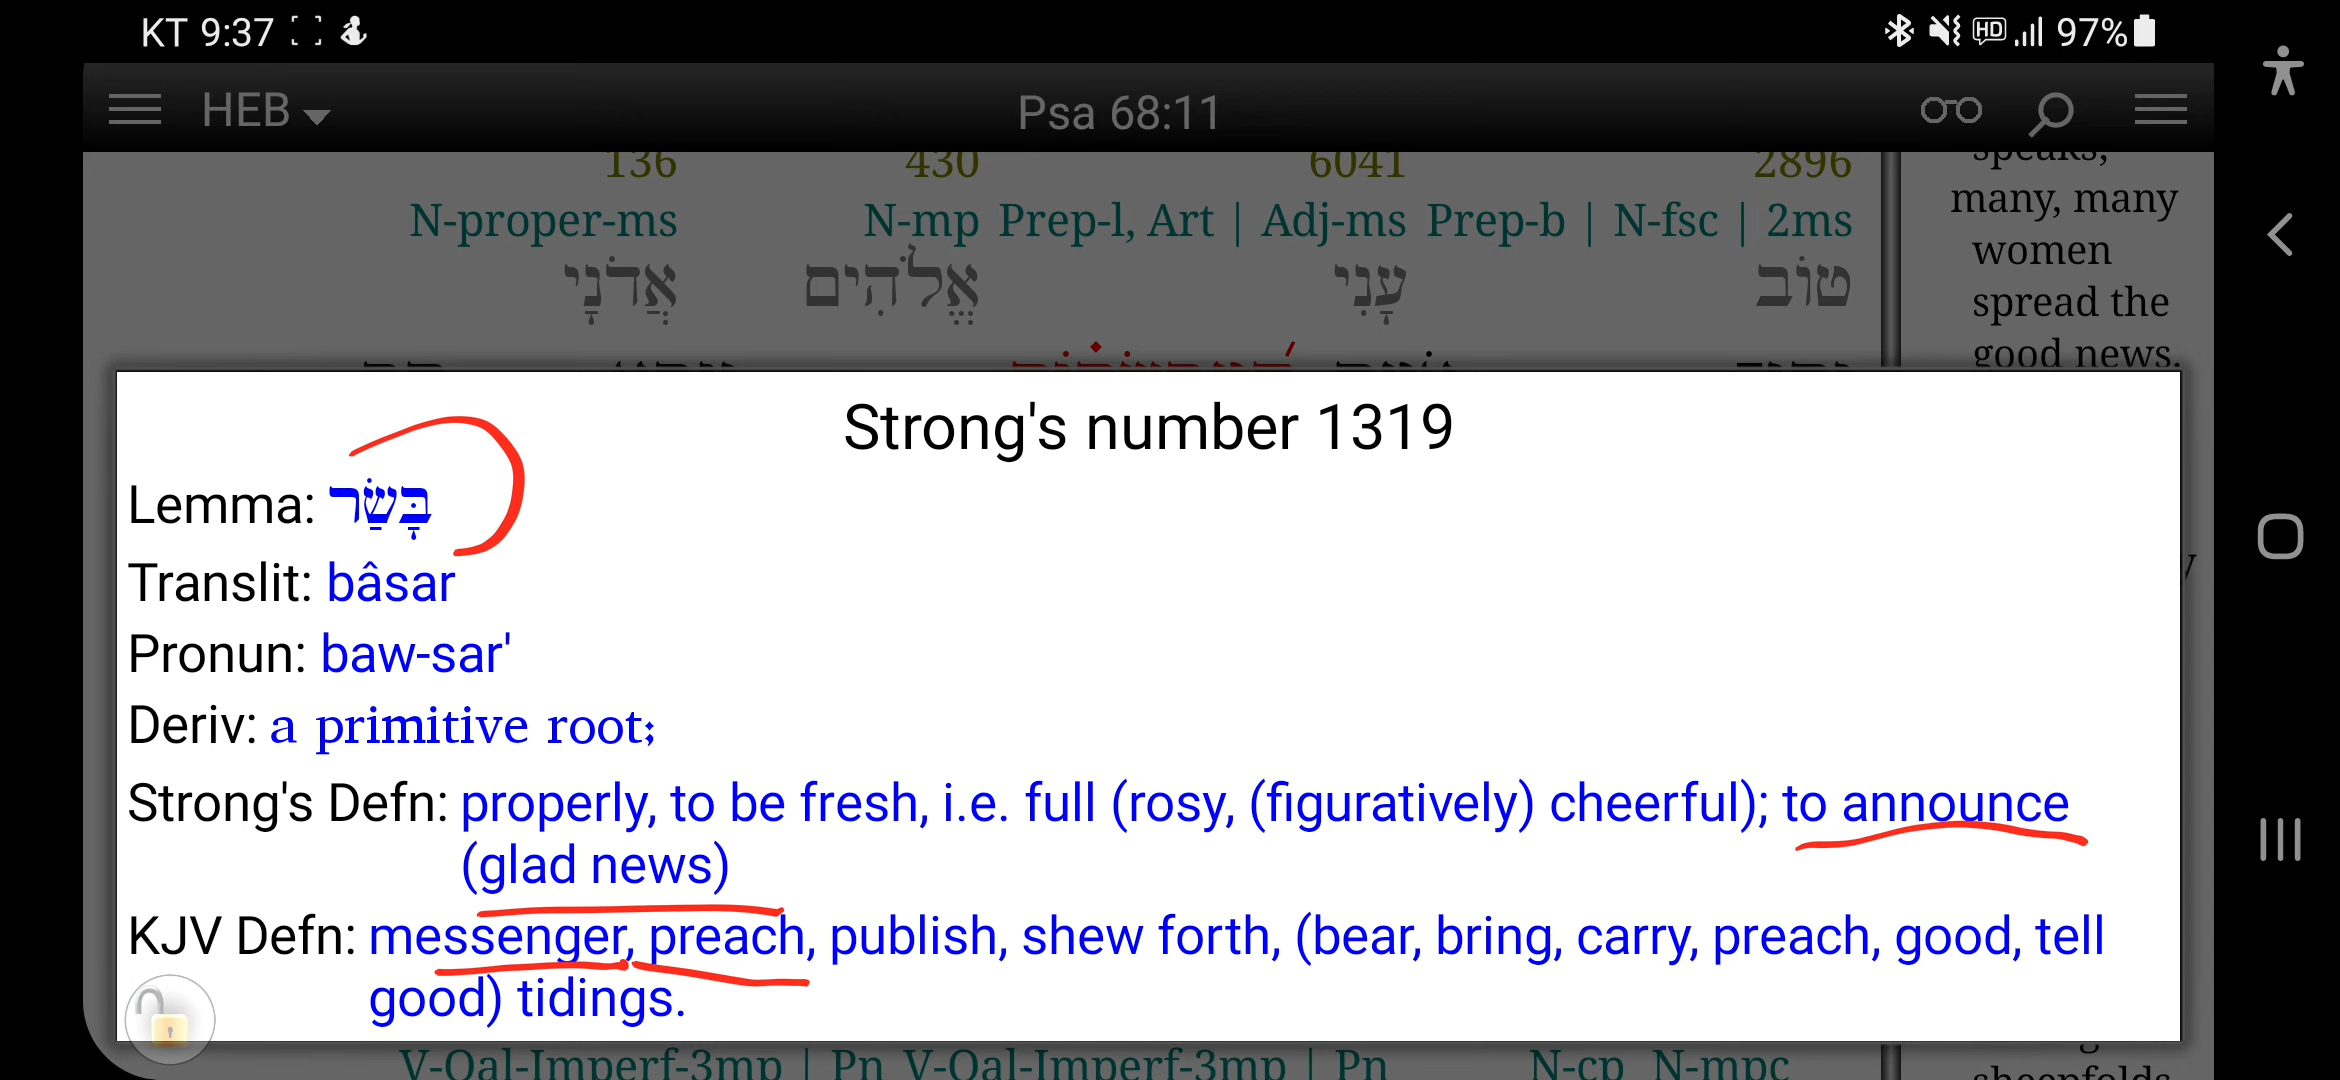 KT 9:37 HD 97%
HEB Psa 68:11
136 430 6041 2896
N-proper-ms N-mp Prep-l, Art | Adj-ms Prep-b | N-fsc | 2ms
אֲדֹנָי אֱלֹהִים עָנִי טוֹב
speaks,
many, many
women
spread the
good news.
Strong's number 1319
Lemma: בָּשַׂר
Translit: bâsar
Pronun: baw-sar'
Deriv: a primitive root;
Strong's Defn: properly, to be fresh, i.e. full (rosy, (figuratively) cheerful); to announce
(glad news)
KJV Defn: messenger, preach, publish, shew forth, (bear, bring, carry, preach, good, tell
good) tidings.
V-Qal-Imperf-3mp | Pn V-Qal-Imperf-3mp | Pn N-cp N-mpc
sheepfolds